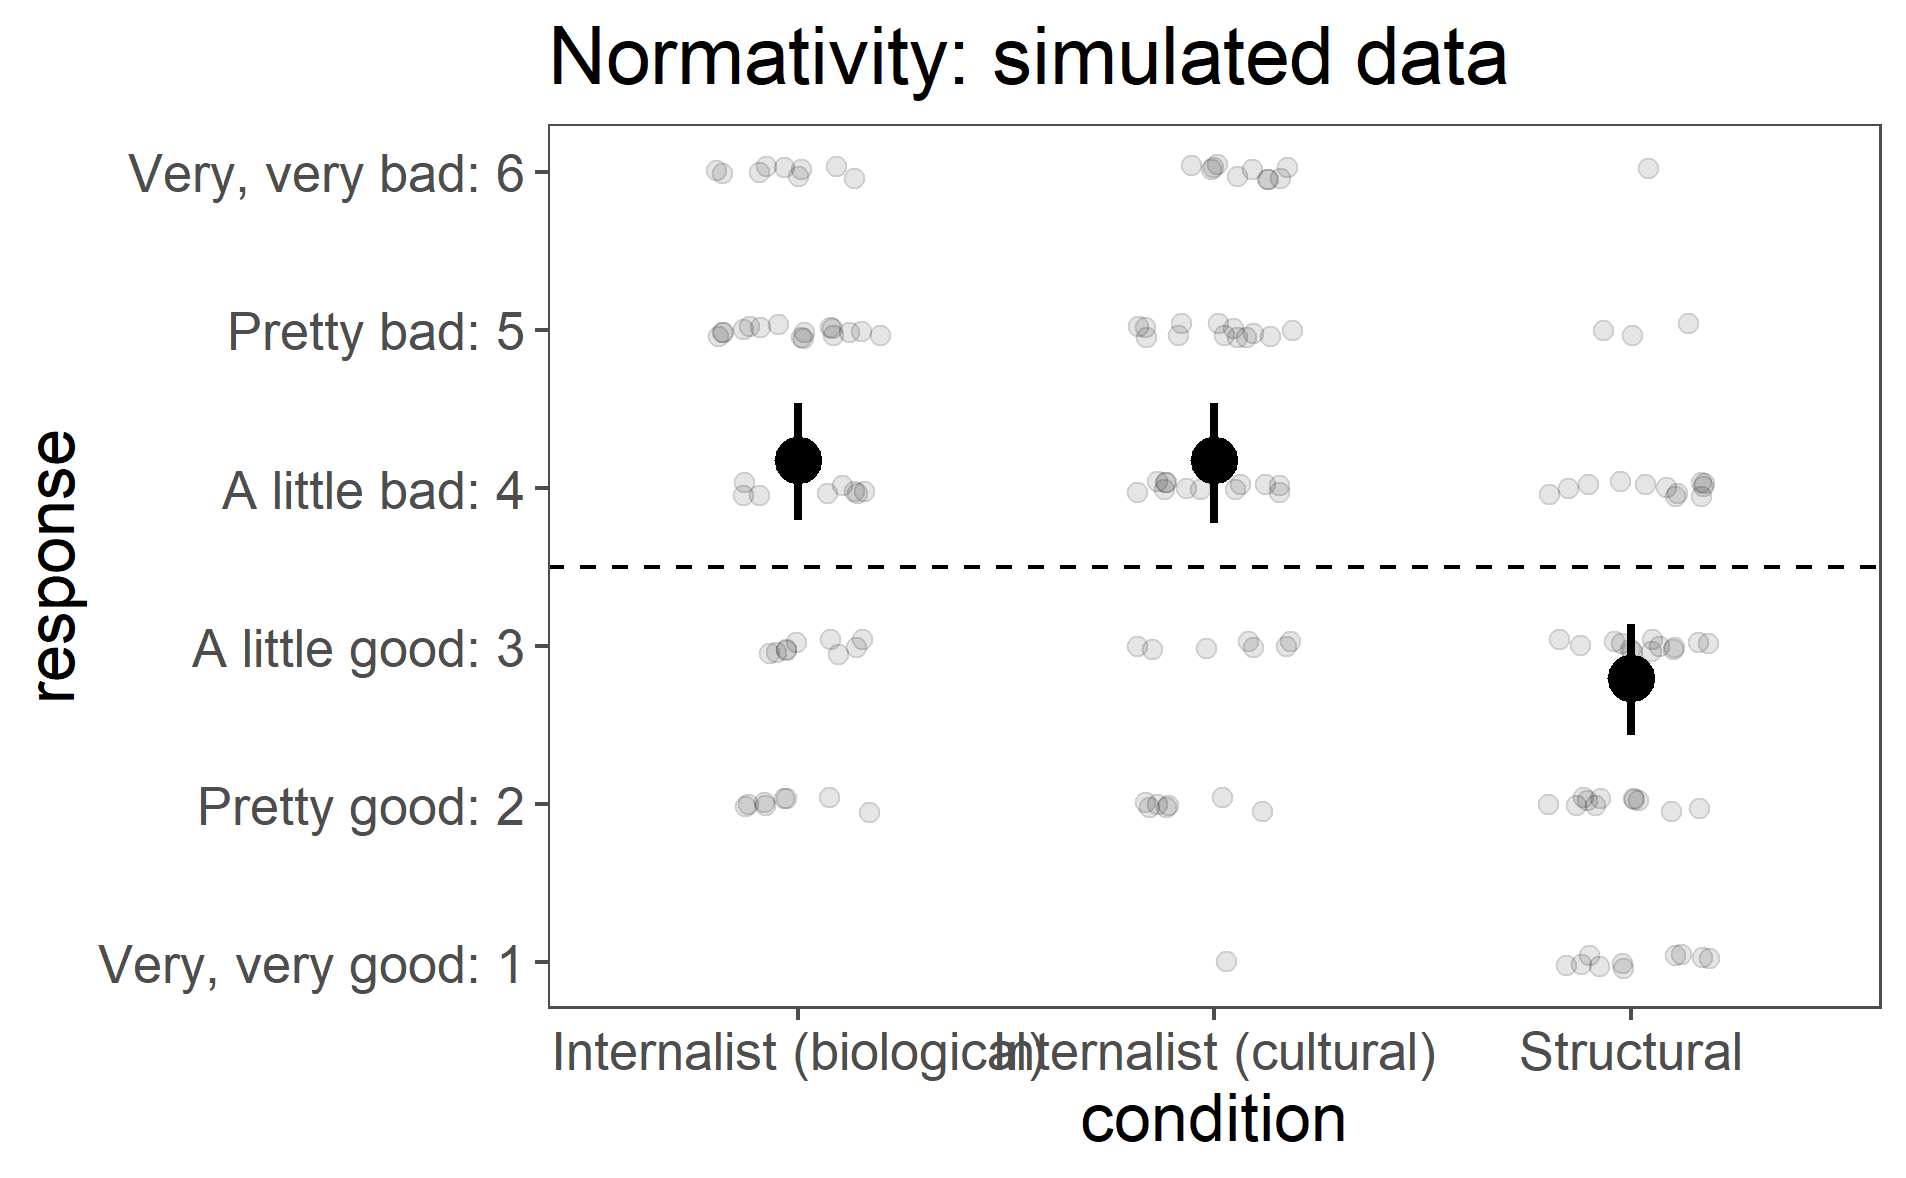 Normativity: simulated data
Very, very bad: 6
Pretty bad: 5
A little bad: 4
A little good: 3
Pretty good: 2
Very, very good: 1
response
Internalist (biological)
Internalist (cultural)
Structural
condition